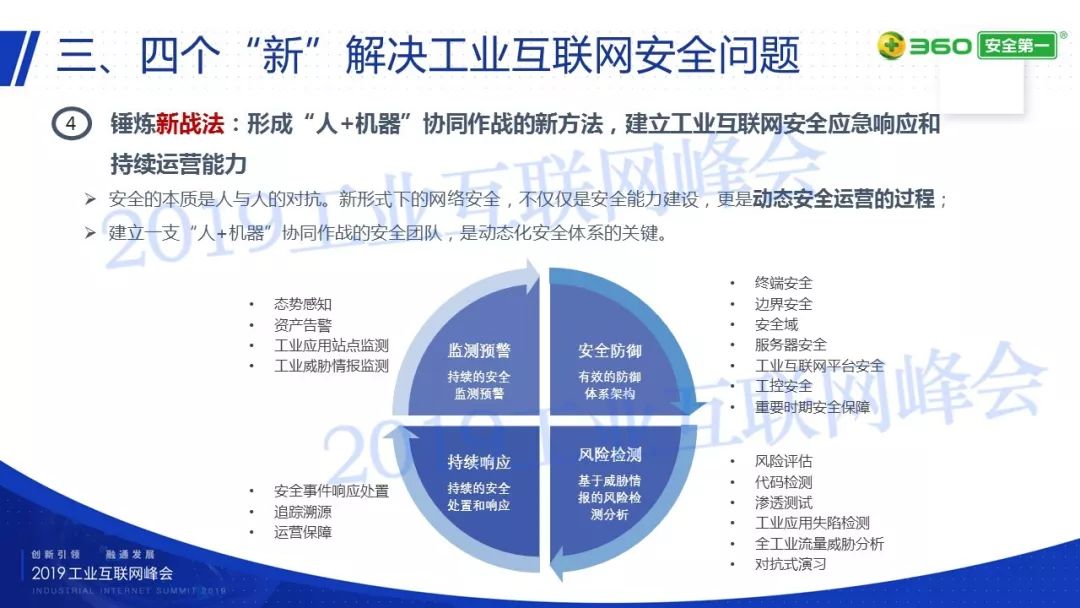 三、四个“新”解决工业互联网安全问题
360 安全第一®
4
锤炼新战法：形成“人+机器”协同作战的新方法，建立工业互联网安全应急响应和
持续运营能力
➢ 安全的本质是人与人的对抗。新形式下的网络安全，不仅仅是安全能力建设，更是动态安全运营的过程；
➢ 建立一支“人+机器”协同作战的安全团队，是动态化安全体系的关键。
2019工业互联网峰会
• 态势感知
• 资产告警
• 工业应用站点监测
• 工业威胁情报监测
监测预警
持续的安全
监测预警
安全防御
有效的防御
体系架构
• 终端安全
• 边界安全
• 安全域
• 服务器安全
• 工业互联网平台安全
• 工控安全
• 重要时期安全保障
2019工业互联网峰会
• 安全事件响应处置
• 追踪溯源
• 运营保障
持续响应
持续的安全
处置和响应
风险检测
基于威胁情
报的风险检
测分析
• 风险评估
• 代码检测
• 渗透测试
• 工业应用失陷检测
• 全工业流量威胁分析
• 对抗式演习
创新引领 融通发展
2019工业互联网峰会
INDUSTRIAL INTERNET SUMMIT 2019